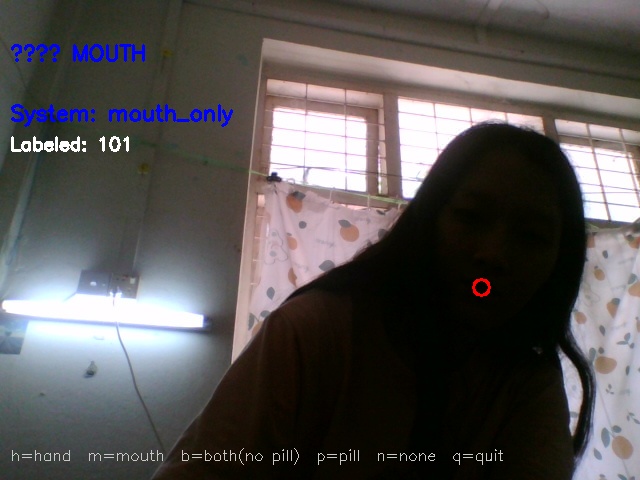 ???? MOUTH
System: mouth_only
Labeled: 101
h=hand m=mouth b=both(no pill) p=pill n=none q=quit